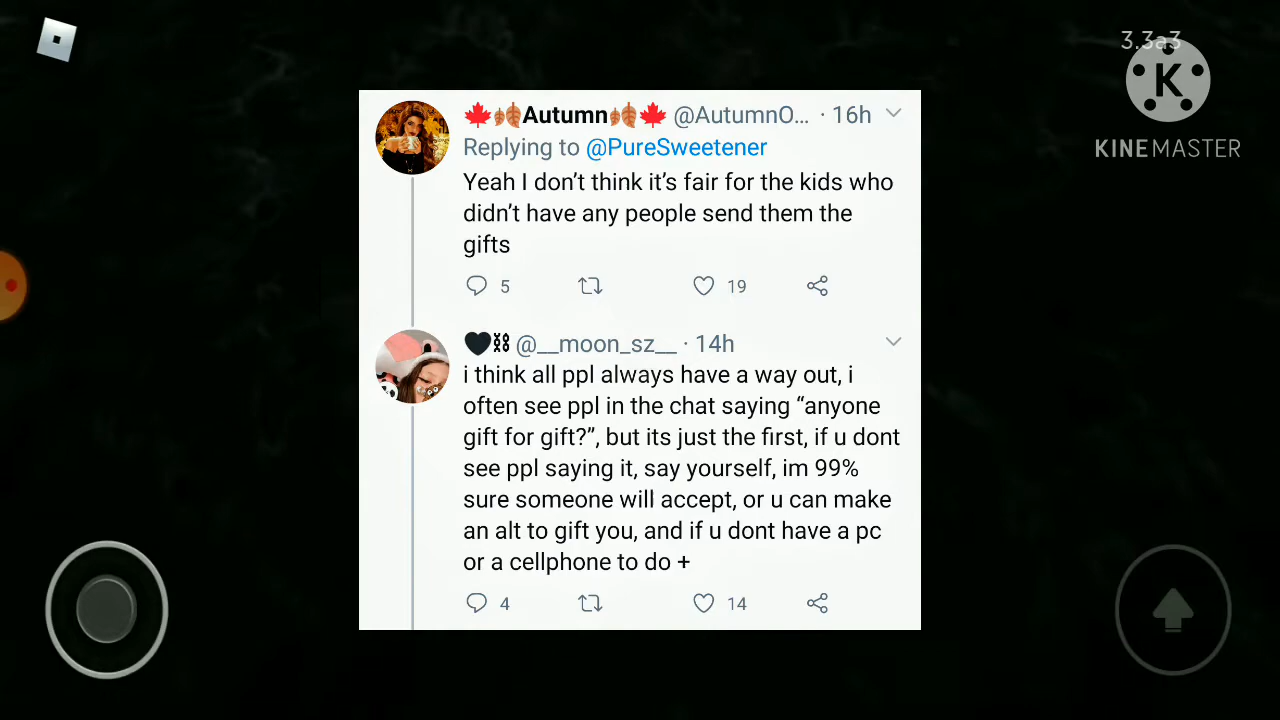 3.3a3
K
KINEMASTER
🍁🍂Autumn🍂🍁 @AutumnO... · 16h
Replying to @PureSweetener
Yeah I don’t think it’s fair for the kids who
didn’t have any people send them the
gifts
5 19
🖤⛓ @__moon_sz__ · 14h
i think all ppl always have a way out, i
often see ppl in the chat saying “anyone
gift for gift?”, but its just the first, if u dont
see ppl saying it, say yourself, im 99%
sure someone will accept, or u can make
an alt to gift you, and if u dont have a pc
or a cellphone to do +
4 14